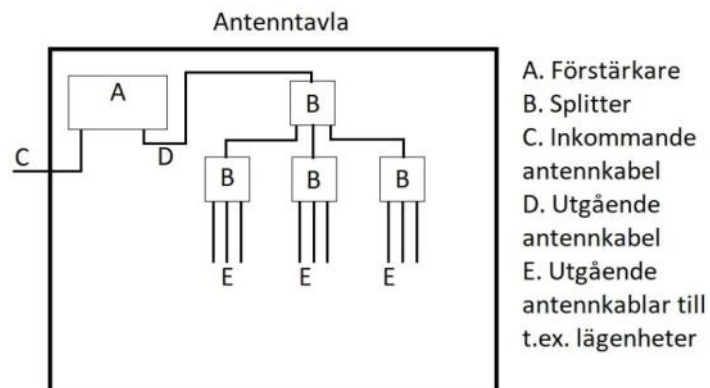 Antenntavla
A
B
C
D
B
B
B
E
E
E
A. Förstärkare
B. Splitter
C. Inkommande
antennkabel
D. Utgående
antennkabel
E. Utgående
antennkablar till
t.ex. lägenheter